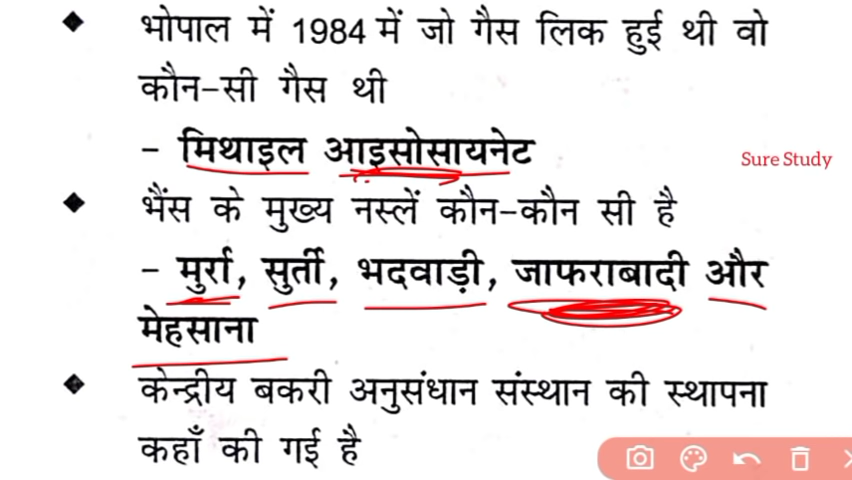 ◆ भोपाल में 1984 में जो गैस लिक हुई थी वो
कौन-सी गैस थी
- मिथाइल आइसोसायनेट
Sure Study
◆ भैंस के मुख्य नस्लें कौन-कौन सी है
- मुर्रा, सुर्ती, भदवाड़ी, जाफराबादी और
मेहसाना
◆ केन्द्रीय बकरी अनुसंधान संस्थान की स्थापना
कहाँ की गई है